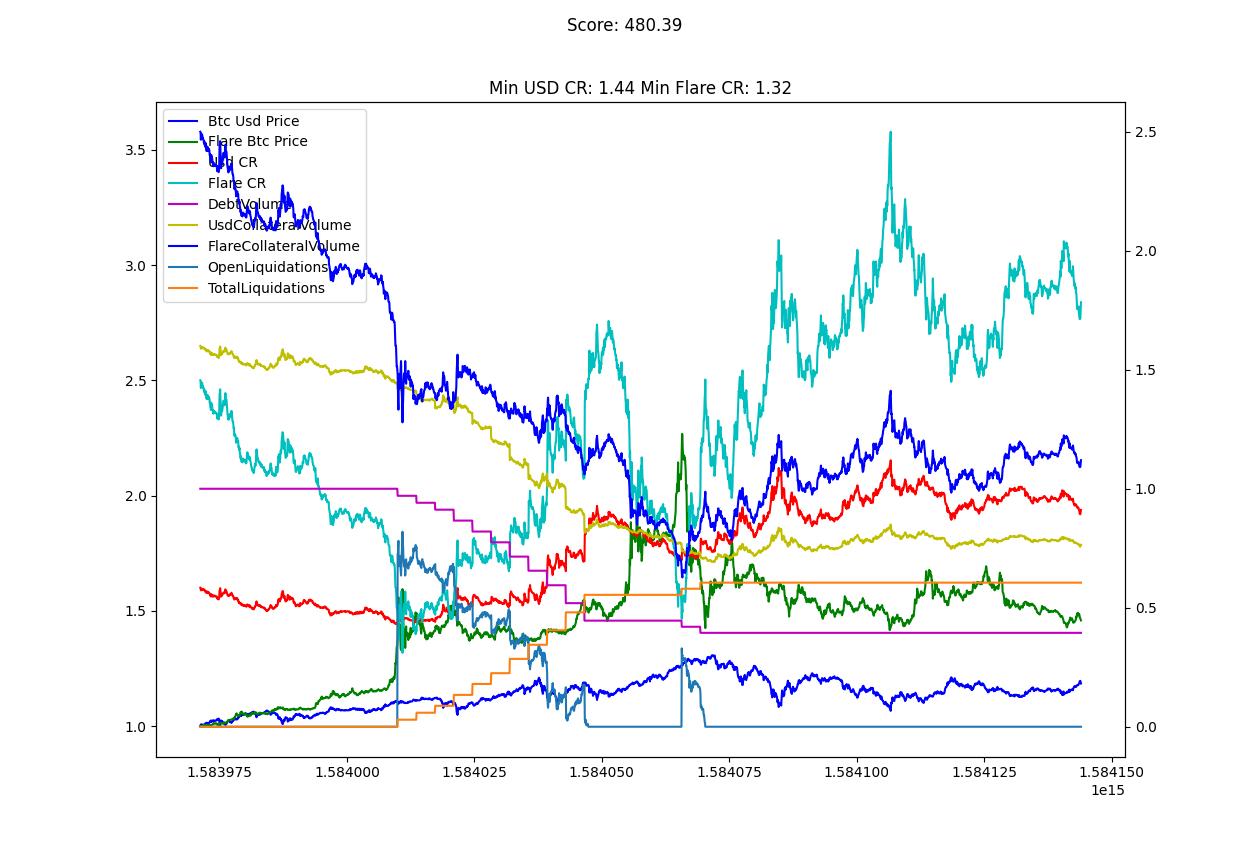 Score: 480.39
Min USD CR: 1.44 Min Flare CR: 1.32
Btc Usd Price
Flare Btc Price
Usd CR
Flare CR
DebtVolume
UsdCollateralVolume
FlareCollateralVolume
OpenLiquidations
TotalLiquidations
3.5
3.0
2.5
2.0
1.5
1.0
2.5
2.0
1.5
1.0
0.5
0.0
1.583975 1.584000 1.584025 1.584050 1.584075 1.584100 1.584125 1.584150
1e15